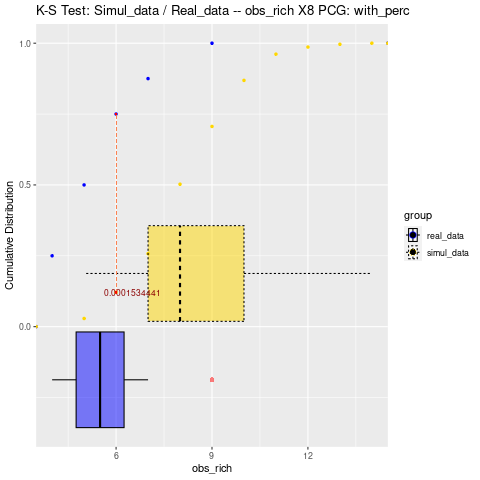 K-S Test: Simul_data / Real_data -- obs_rich X8 PCG: with_perc
1.0
0.5
0.0
Cumulative Distribution
0.0001534441
6
9
12
obs_rich
group
real_data
simul_data